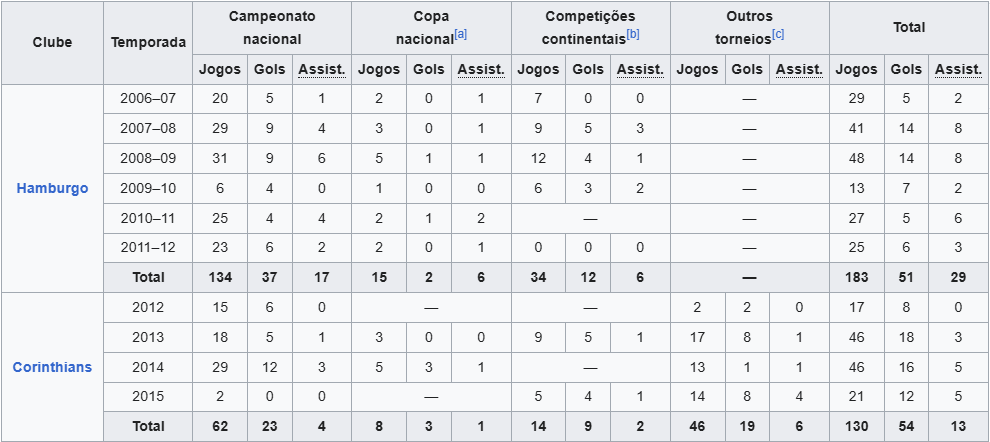 Clube Temporada Campeonato nacional Copa nacional[a] Competições continentais[b] Outros torneios[c] Total
Jogos Gols Assist. Jogos Gols Assist. Jogos Gols Assist. Jogos Gols Assist. Jogos Gols Assist.
Hamburgo 2006–07 20 5 1 2 0 1 7 0 0 — 29 5 2
2007–08 29 9 4 3 0 1 9 5 3 — 41 14 8
2008–09 31 9 6 5 1 1 12 4 1 — 48 14 8
2009–10 6 4 0 1 0 0 6 3 2 — 13 7 2
2010–11 25 4 4 2 1 2 — — 27 5 6
2011–12 23 6 2 2 0 1 0 0 0 — 25 6 3
Total 134 37 17 15 2 6 34 12 6 — 183 51 29
Corinthians 2012 15 6 0 — — 2 2 0 17 8 0
2013 18 5 1 3 0 0 9 5 1 17 8 1 46 18 3
2014 29 12 3 5 3 1 — 13 1 1 46 16 5
2015 2 0 0 — 5 4 1 14 8 4 21 12 5
Total 62 23 4 8 3 1 14 9 2 46 19 6 130 54 13